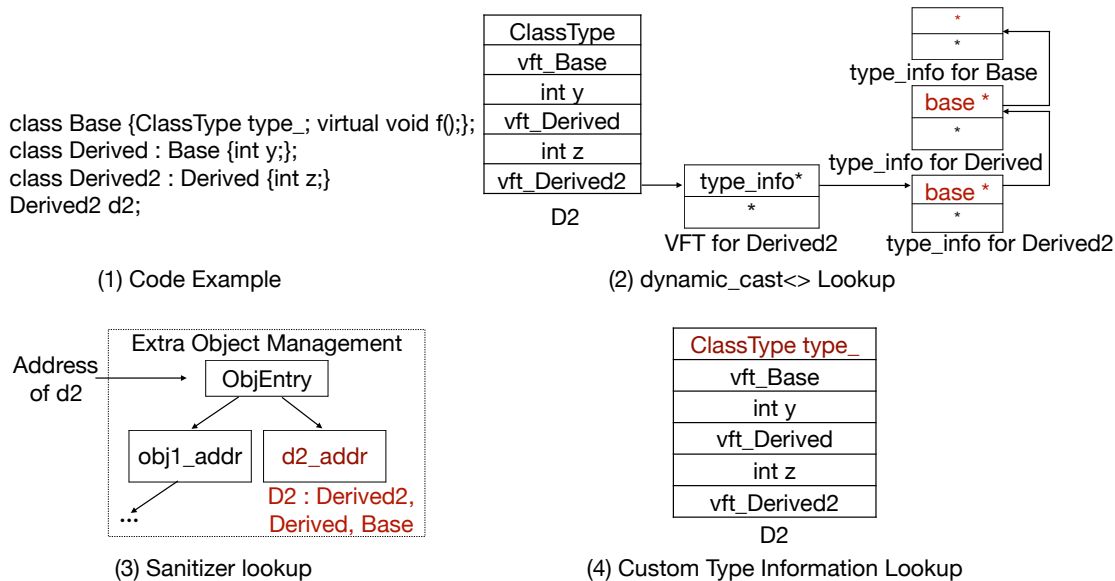 class Base {ClassType type_; virtual void f();};
class Derived : Base {int y;};
class Derived2 : Derived {int z;}
Derived2 d2;
(1) Code Example
ClassType
vft_Base
int y
vft_Derived
int z
vft_Derived2
D2
type_info*
*
VFT for Derived2
*
*
type_info for Base
base *
*
type_info for Derived
base *
*
type_info for Derived2
(2) dynamic_cast<> Lookup
Extra Object Management
Address
of d2
ObjEntry
obj1_addr
d2_addr
...
D2 : Derived2,
Derived, Base
(3) Sanitizer lookup
ClassType type_
vft_Base
int y
vft_Derived
int z
vft_Derived2
D2
(4) Custom Type Information Lookup